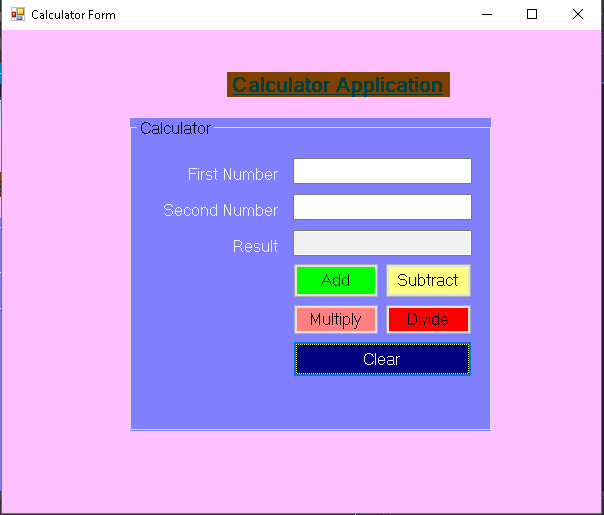 Calculator Form
Calculator Application
Calculator
First Number
Second Number
Result
Add Subtract
Multiply Divide
Clear